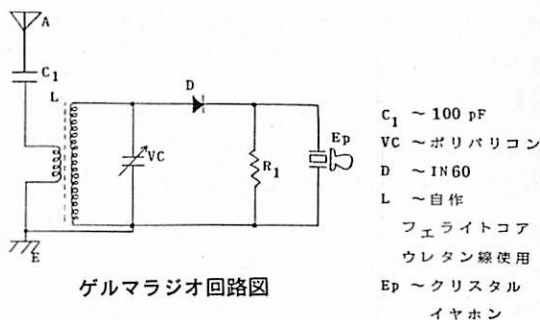 A
C1
L
D
VC
R1
Ep
E
C1 ～100 pF
VC ～ポリバリコン
D ～IN60
L ～自作
フェライトコア
ウレタン線使用
Ep ～クリスタル
イヤホン
ゲルマラジオ回路図